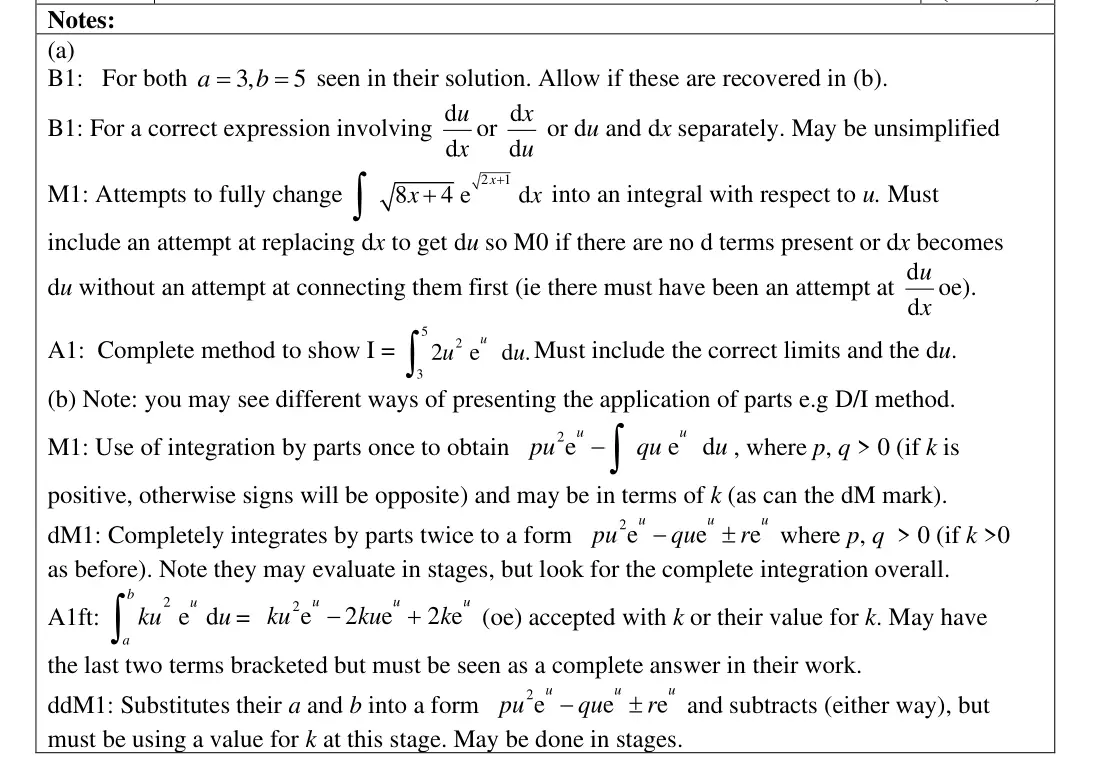 Notes:
(a)
B1: For both a = 3, b = 5 seen in their solution. Allow if these are recovered in (b).
B1: For a correct expression involving du/dx or dx/du or du and dx separately. May be unsimplified
M1: Attempts to fully change ∫ √(8x+4) e^√(2x+1) dx into an integral with respect to u. Must
include an attempt at replacing dx to get du so M0 if there are no d terms present or dx becomes
du without an attempt at connecting them first (ie there must have been an attempt at du/dx oe).
A1: Complete method to show I = ∫_3^5 2u² e^u du. Must include the correct limits and the du.
(b) Note: you may see different ways of presenting the application of parts e.g D/I method.
M1: Use of integration by parts once to obtain pu²e^u − ∫ qu e^u du , where p, q > 0 (if k is
positive, otherwise signs will be opposite) and may be in terms of k (as can the dM mark).
dM1: Completely integrates by parts twice to a form pu²e^u − que^u ± re^u where p, q > 0 (if k >0
as before). Note they may evaluate in stages, but look for the complete integration overall.
A1ft: ∫_a^b ku² e^u du = ku²e^u − 2kue^u + 2ke^u (oe) accepted with k or their value for k. May have
the last two terms bracketed but must be seen as a complete answer in their work.
ddM1: Substitutes their a and b into a form pu²e^u − que^u ± re^u and subtracts (either way), but
must be using a value for k at this stage. May be done in stages.